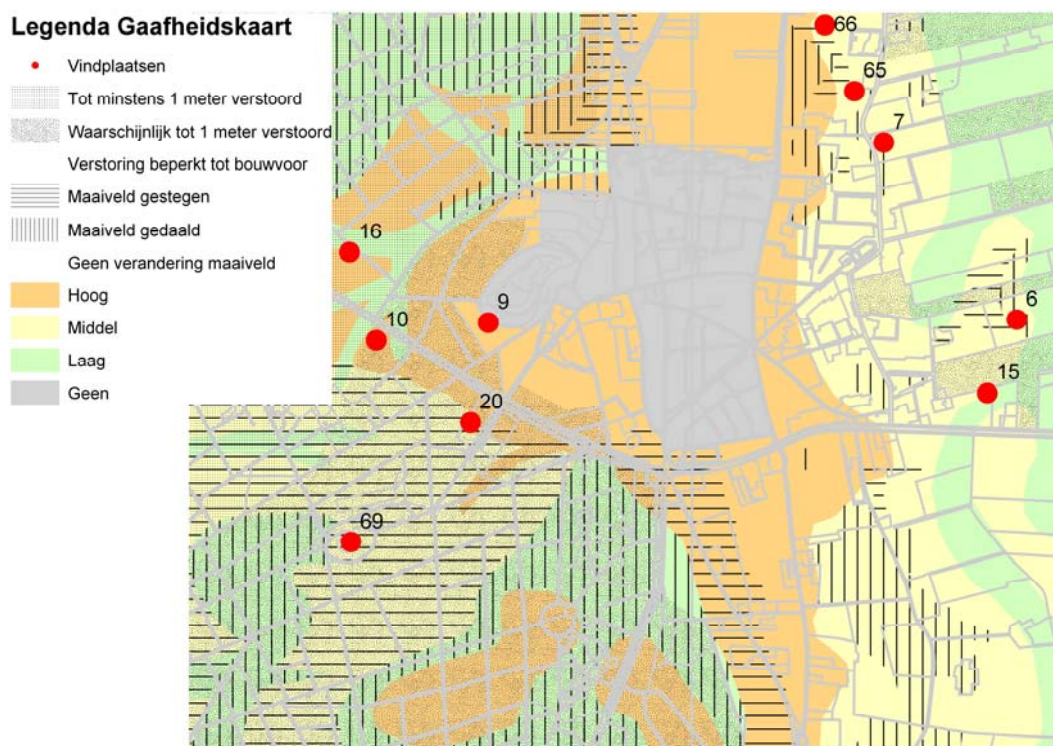 Legenda Gaafheidskaart
Vindplaatsen
Tot minstens 1 meter verstoord
Waarschijnlijk tot 1 meter verstoord
Verstoring beperkt tot bouwvoor
Maaiveld gestegen
Maaiveld gedaald
Geen verandering maaiveld
Hoog
Middel
Laag
Geen
66
65
7
16
9
6
10
15
20
69